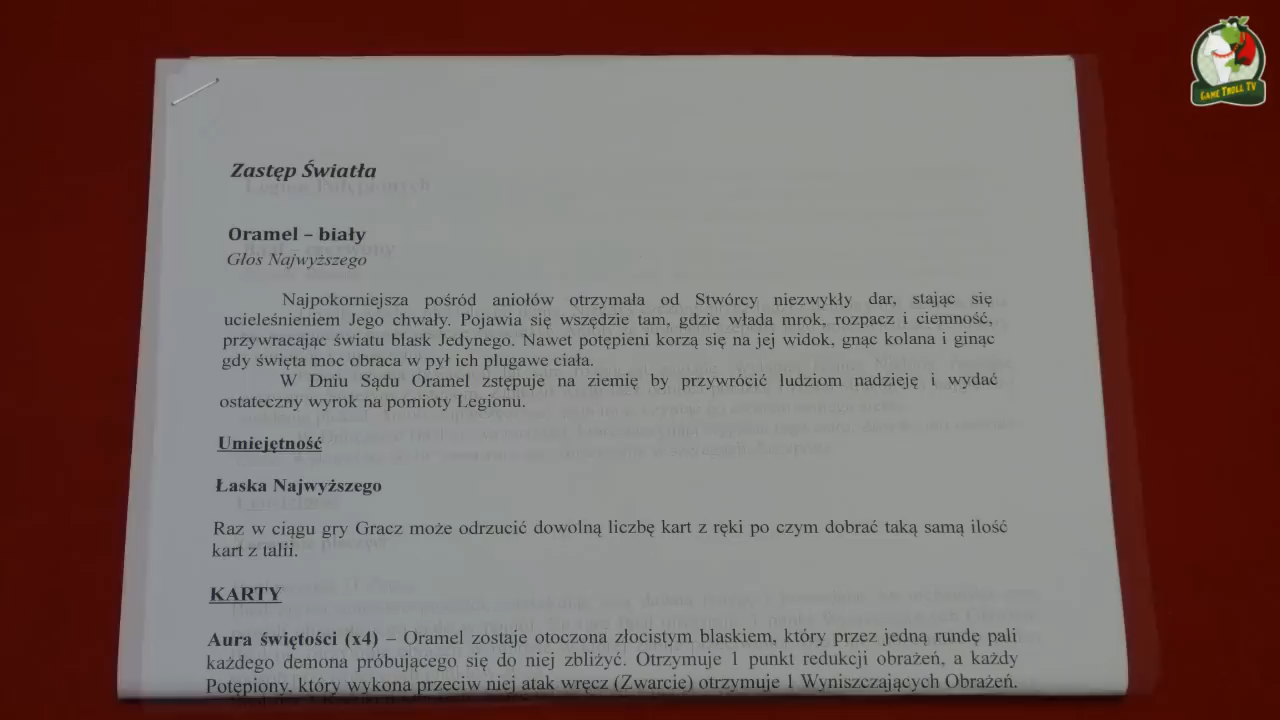 GAME TROLL TV
Zastęp Światła
Oramel – biały
Głos Najwyższego
Najpokorniejsza pośród aniołów otrzymała od Stwórcy niezwykły dar, stając się
ucieleśnieniem Jego chwały. Pojawia się wszędzie tam, gdzie włada mrok, rozpacz i ciemność,
przywracając światu blask Jedynego. Nawet potępieni korzą się na jej widok, gnąc kolana i ginąc
gdy święta moc obraca w pył ich plugawe ciała.
W Dniu Sądu Oramel zstępuje na ziemię by przywrócić ludziom nadzieję i wydać
ostateczny wyrok na pomioty Legionu.
Umiejętność
Łaska Najwyższego
Raz w ciągu gry Gracz może odrzucić dowolną liczbę kart z ręki po czym dobrać taką samą ilość
kart z talii.
KARTY
Aura świętości (x4) – Oramel zostaje otoczona złocistym blaskiem, który przez jedną rundę pali
każdego demona próbującego się do niej zbliżyć. Otrzymuje 1 punkt redukcji obrażeń, a każdy
Potępiony, który wykona przeciw niej atak wręcz (Zwarcie) otrzymuje 1 Wyniszczających Obrażeń.